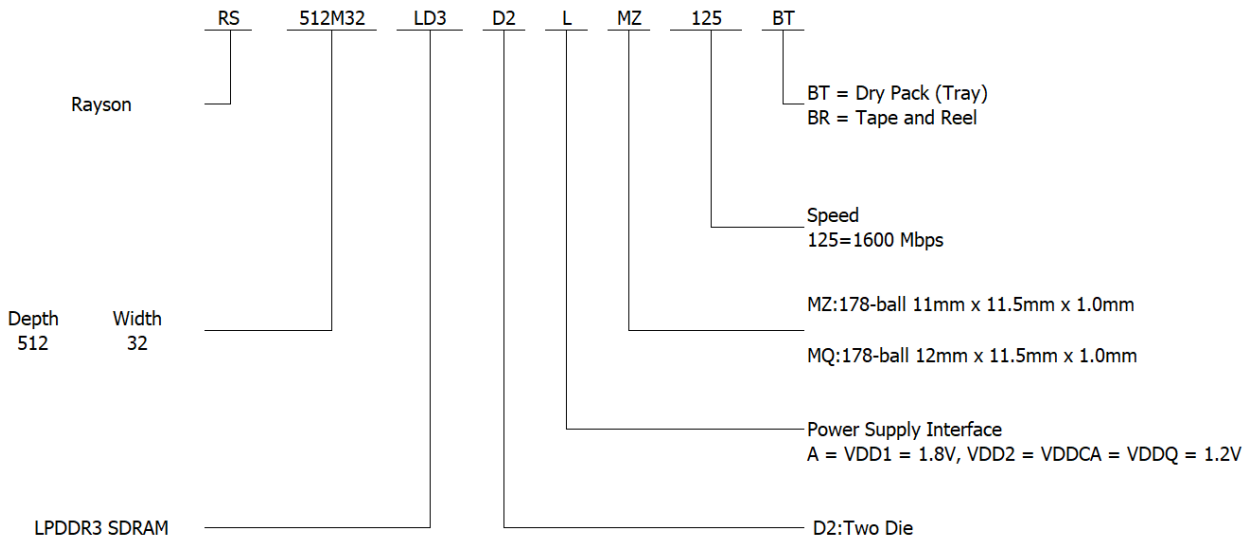 RS 512M32 LD3 D2 L MZ 125 BT
Rayson
BT = Dry Pack (Tray)
BR = Tape and Reel
Speed
125=1600 Mbps
MZ:178-ball 11mm x 11.5mm x 1.0mm
Depth Width
512 32
MQ:178-ball 12mm x 11.5mm x 1.0mm
Power Supply Interface
A = VDD1 = 1.8V, VDD2 = VDDCA = VDDQ = 1.2V
LPDDR3 SDRAM
D2:Two Die